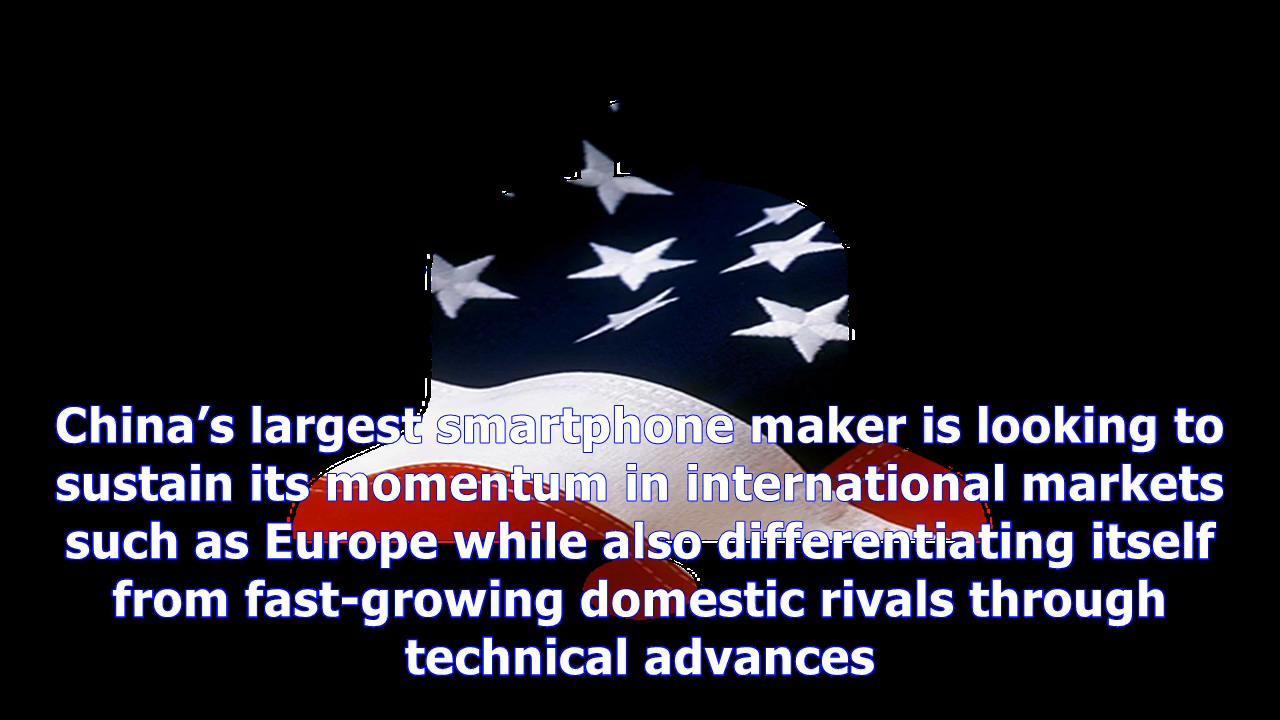 China’s largest smartphone maker is looking to
sustain its momentum in international markets
such as Europe while also differentiating itself
from fast-growing domestic rivals through
technical advances